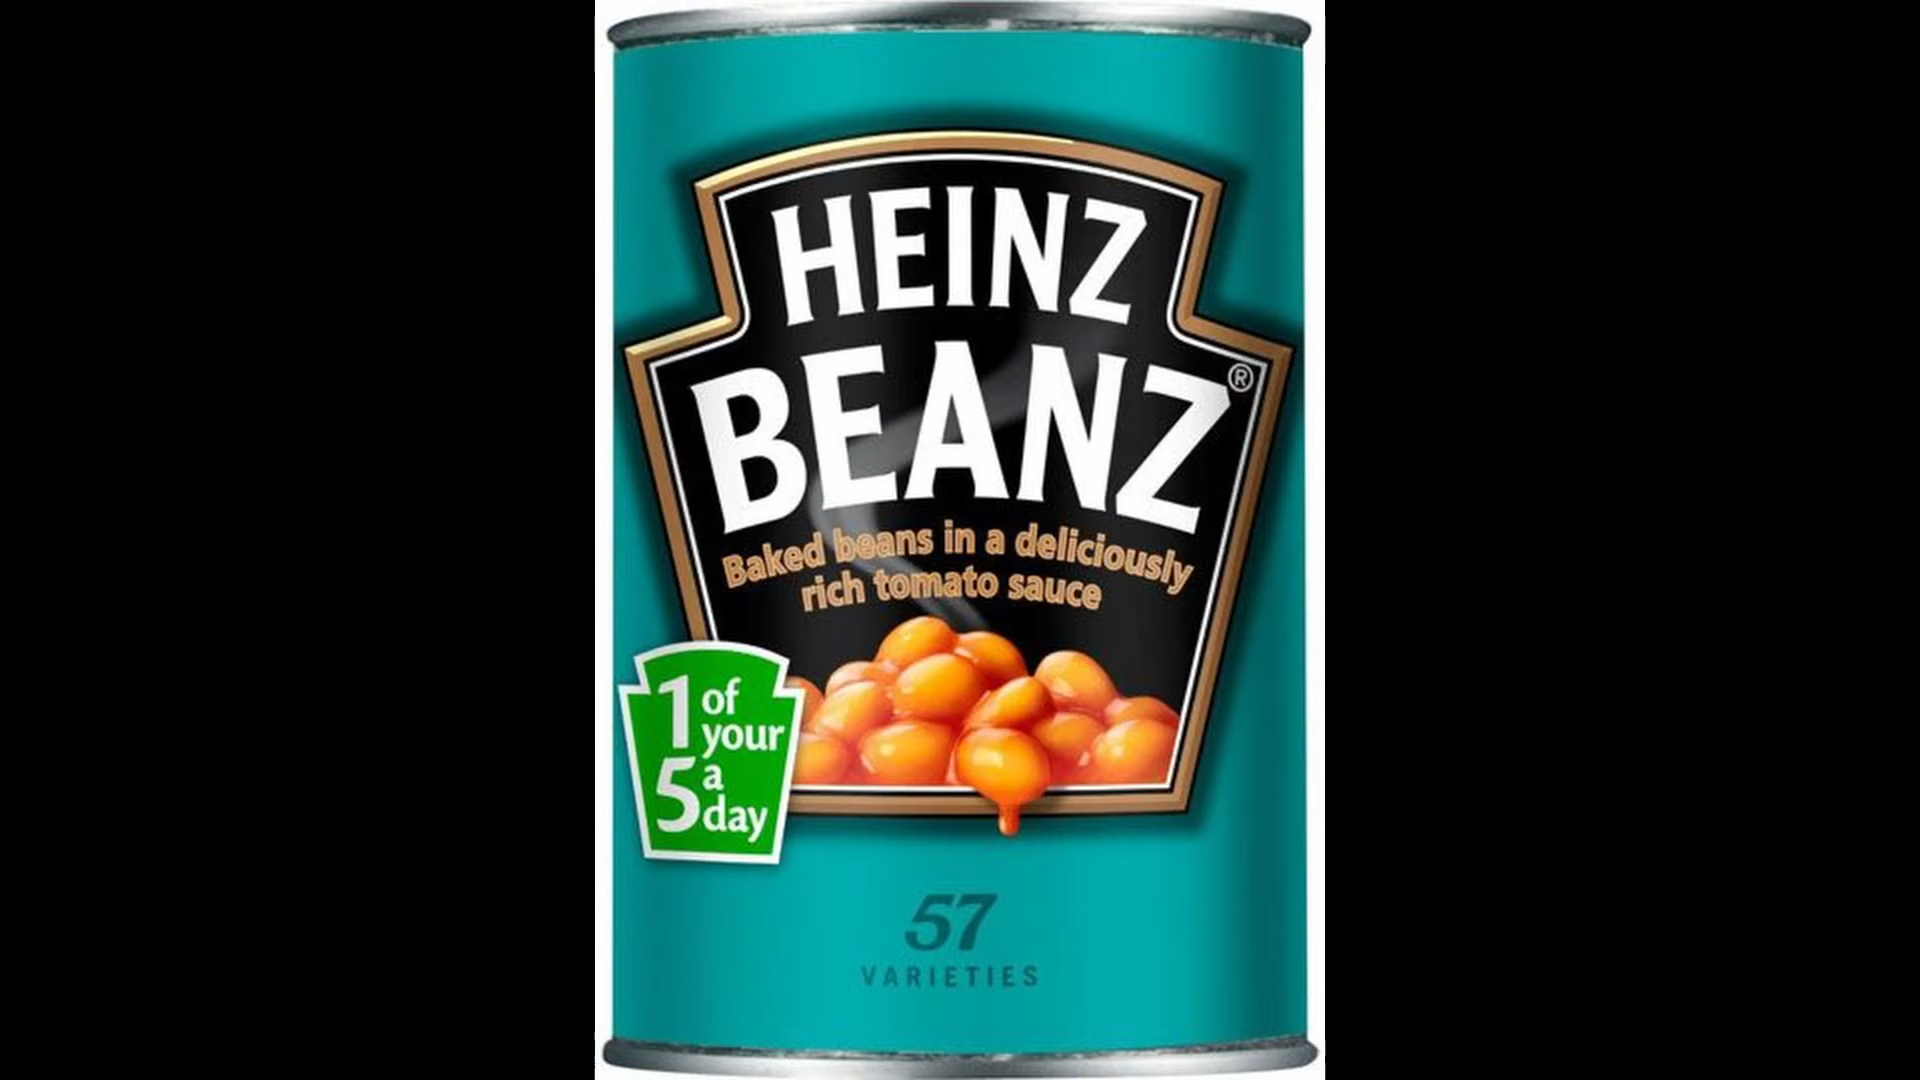 HEINZ
BEANZ®
Baked beans in a deliciously
rich tomato sauce
1 of
your
5 a
day
57
VARIETIES